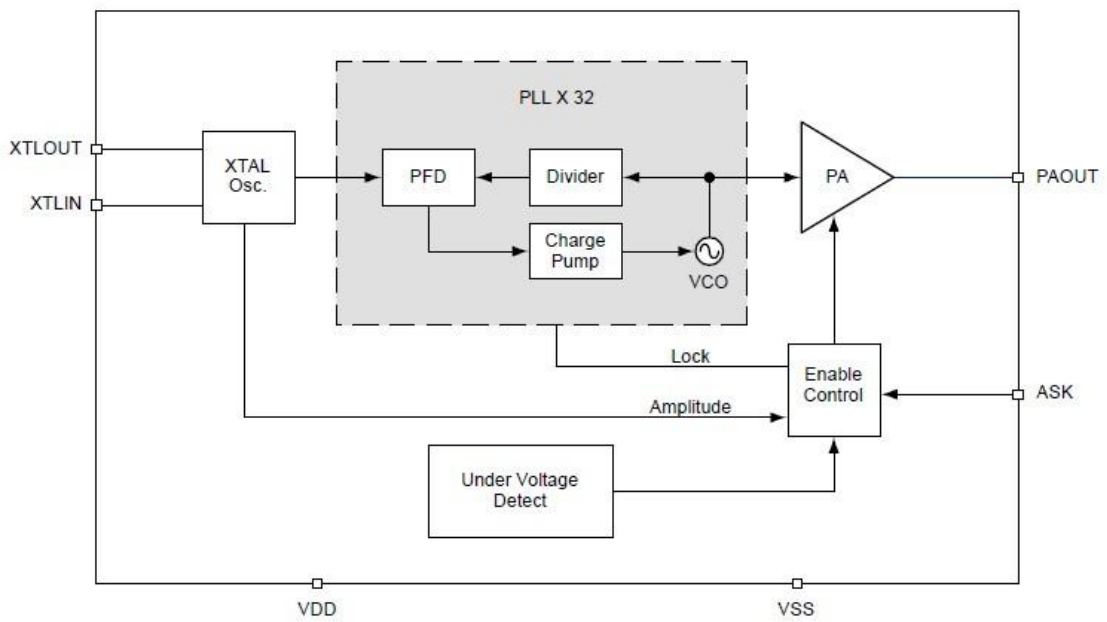 PLL X 32
XTLOUT
XTLIN
XTAL
Osc.
PFD
Divider
PA
PAOUT
Charge
Pump
VCO
Lock
Enable
Control
ASK
Amplitude
Under Voltage
Detect
VDD
VSS